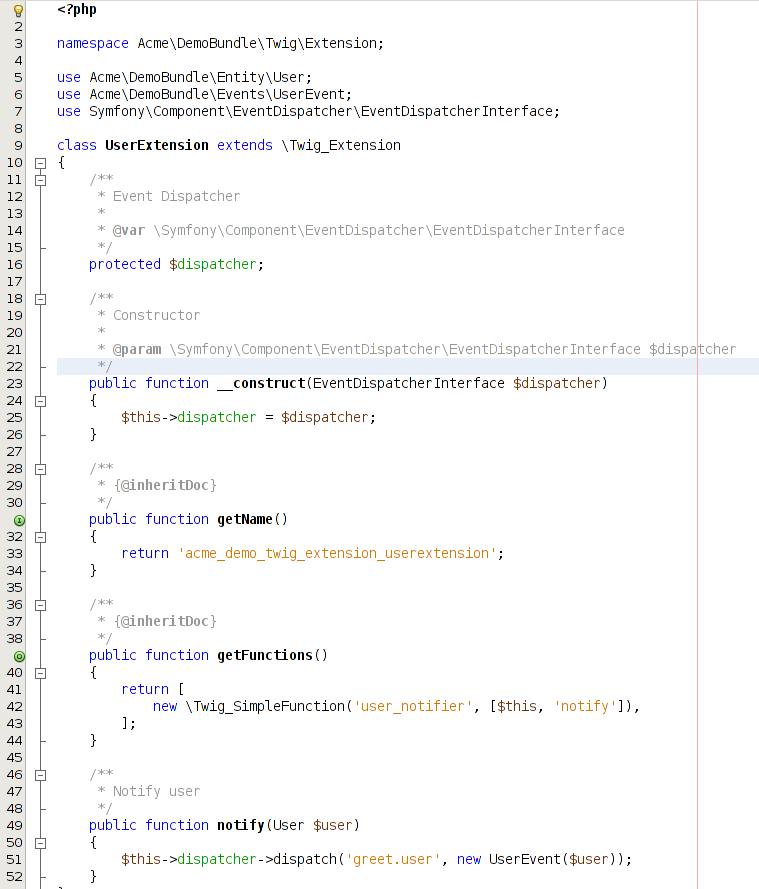 <?php
2
3 namespace Acme\DemoBundle\Twig\Extension;
4
5 use Acme\DemoBundle\Entity\User;
6 use Acme\DemoBundle\Events\UserEvent;
7 use Symfony\Component\EventDispatcher\EventDispatcherInterface;
8
9 class UserExtension extends \Twig_Extension
10 {
11     /**
12      * Event Dispatcher
13      *
14      * @var \Symfony\Component\EventDispatcher\EventDispatcherInterface
15      */
16     protected $dispatcher;
17
18     /**
19      * Constructor
20      *
21      * @param \Symfony\Component\EventDispatcher\EventDispatcherInterface $dispatcher
22      */
23     public function __construct(EventDispatcherInterface $dispatcher)
24     {
25         $this->dispatcher = $dispatcher;
26     }
27
28     /**
29      * {@inheritDoc}
30      */
    public function getName()
32     {
33         return 'acme_demo_twig_extension_userextension';
34     }
35
36     /**
37      * {@inheritDoc}
38      */
    public function getFunctions()
40     {
41         return [
42             new \Twig_SimpleFunction('user_notifier', [$this, 'notify']),
43         ];
44     }
45
46     /**
47      * Notify user
48      */
49     public function notify(User $user)
50     {
51         $this->dispatcher->dispatch('greet.user', new UserEvent($user));
52     }